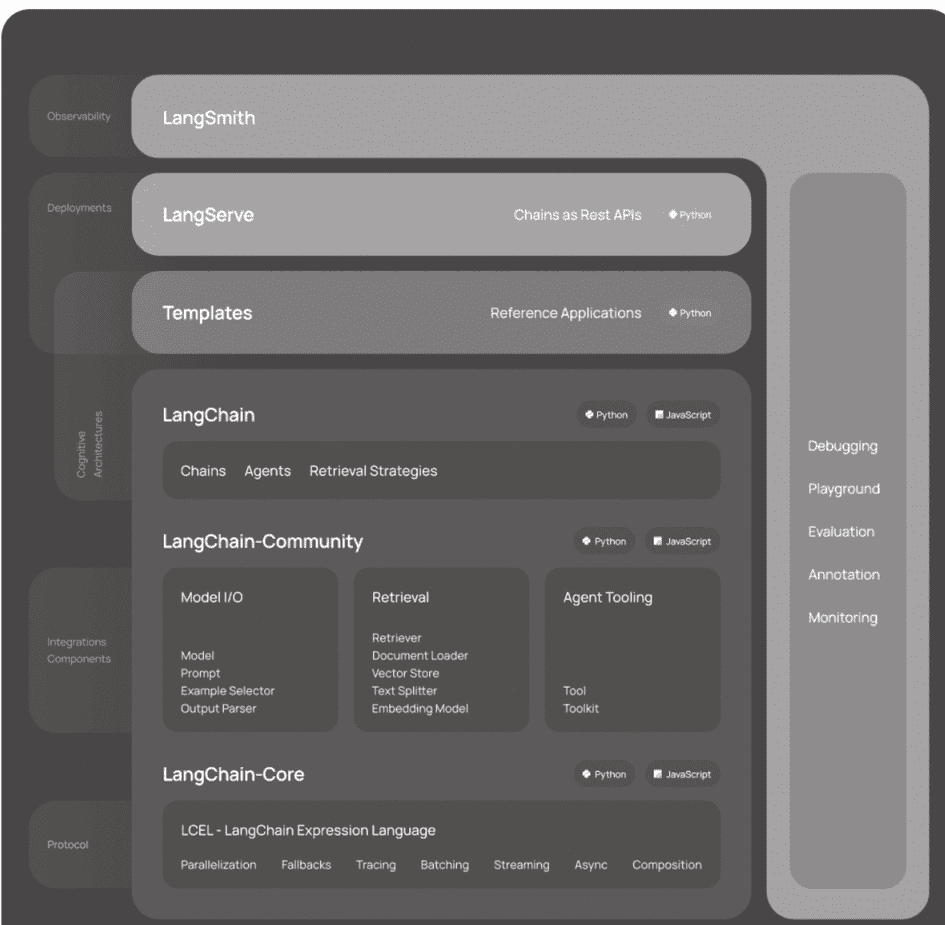 Observability
LangSmith
Deployments
LangServe
Chains as Rest APIs
Python
Templates
Reference Applications
Python
Cognitive
Architectures
LangChain
Python
JavaScript
Chains
Agents
Retrieval Strategies
LangChain-Community
Python
JavaScript
Integrations
Components
Model I/O
Model
Prompt
Example Selector
Output Parser
Retrieval
Retriever
Document Loader
Vector Store
Text Splitter
Embedding Model
Agent Tooling
Tool
Toolkit
LangChain-Core
Python
JavaScript
Protocol
LCEL - LangChain Expression Language
Parallelization
Fallbacks
Tracing
Batching
Streaming
Async
Composition
Debugging
Playground
Evaluation
Annotation
Monitoring